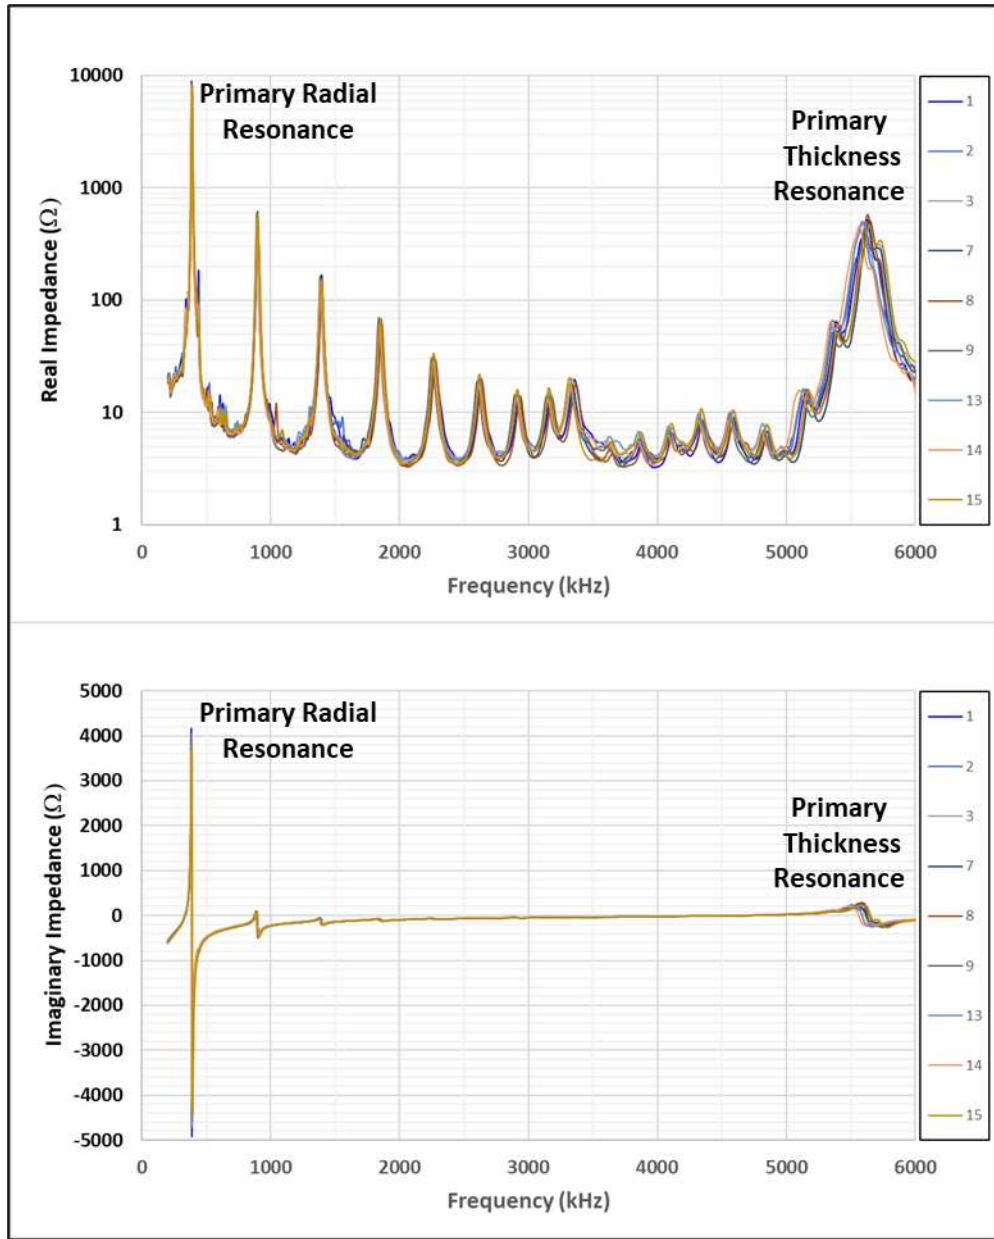 10000
1000
100
10
1
Real Impedance (Ω)
Primary Radial
Resonance
Primary
Thickness
Resonance
0 1000 2000 3000 4000 5000 6000
Frequency (kHz)
1
2
3
7
8
9
13
14
15
5000
4000
3000
2000
1000
0
-1000
-2000
-3000
-4000
-5000
Imaginary Impedance (Ω)
Primary Radial
Resonance
Primary
Thickness
Resonance
0 1000 2000 3000 4000 5000 6000
Frequency (kHz)
1
2
3
7
8
9
13
14
15